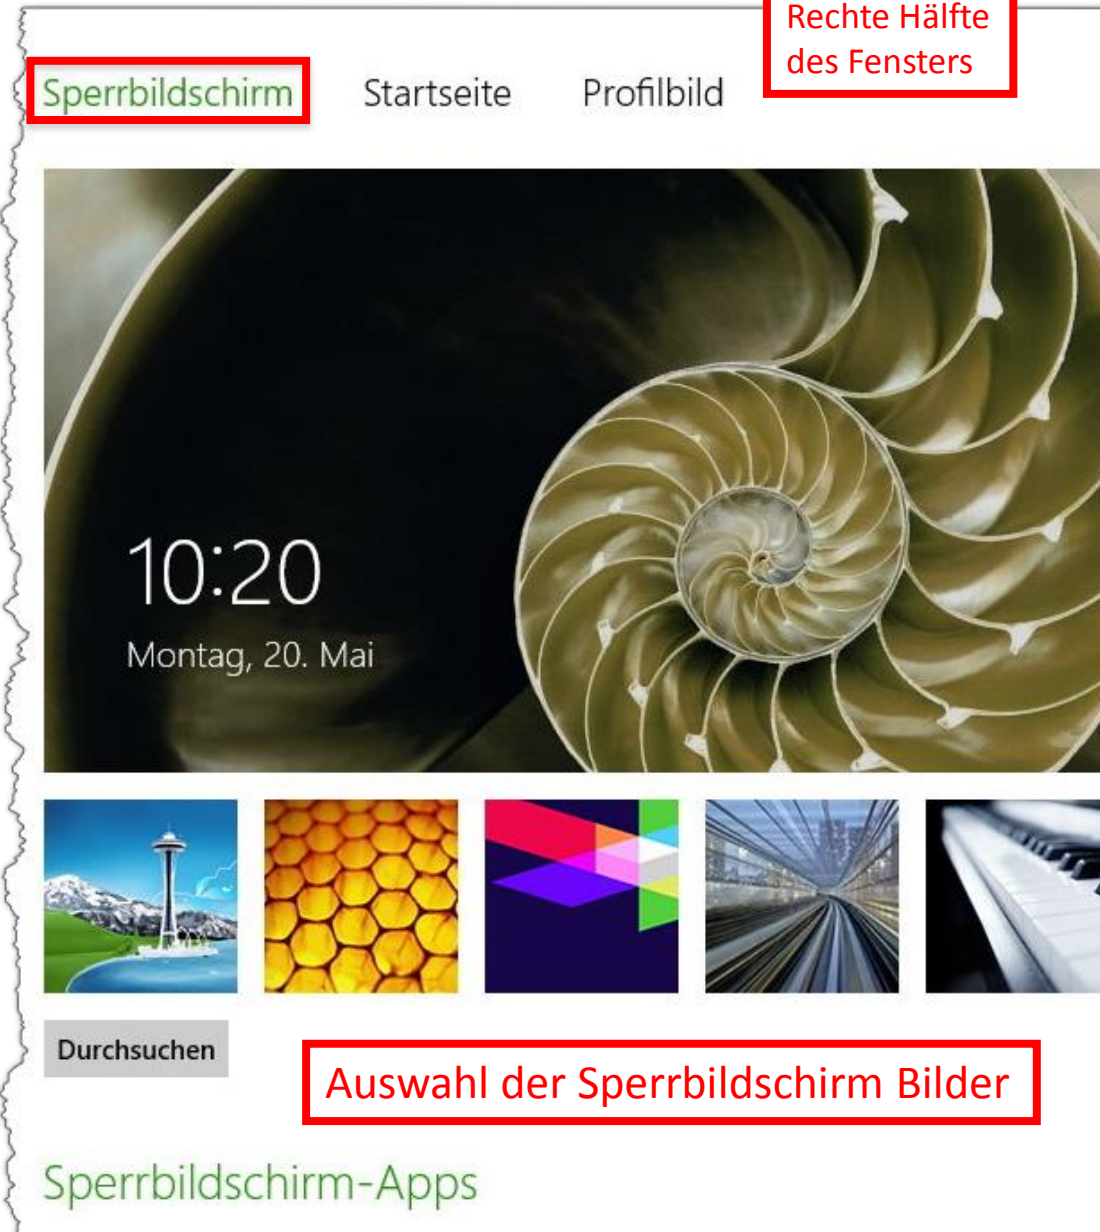 Rechte Hälfte
des Fensters
Sperrbildschirm Startseite Profilbild
10:20
Montag, 20. Mai
Durchsuchen
Auswahl der Sperrbildschirm Bilder
Sperrbildschirm-Apps